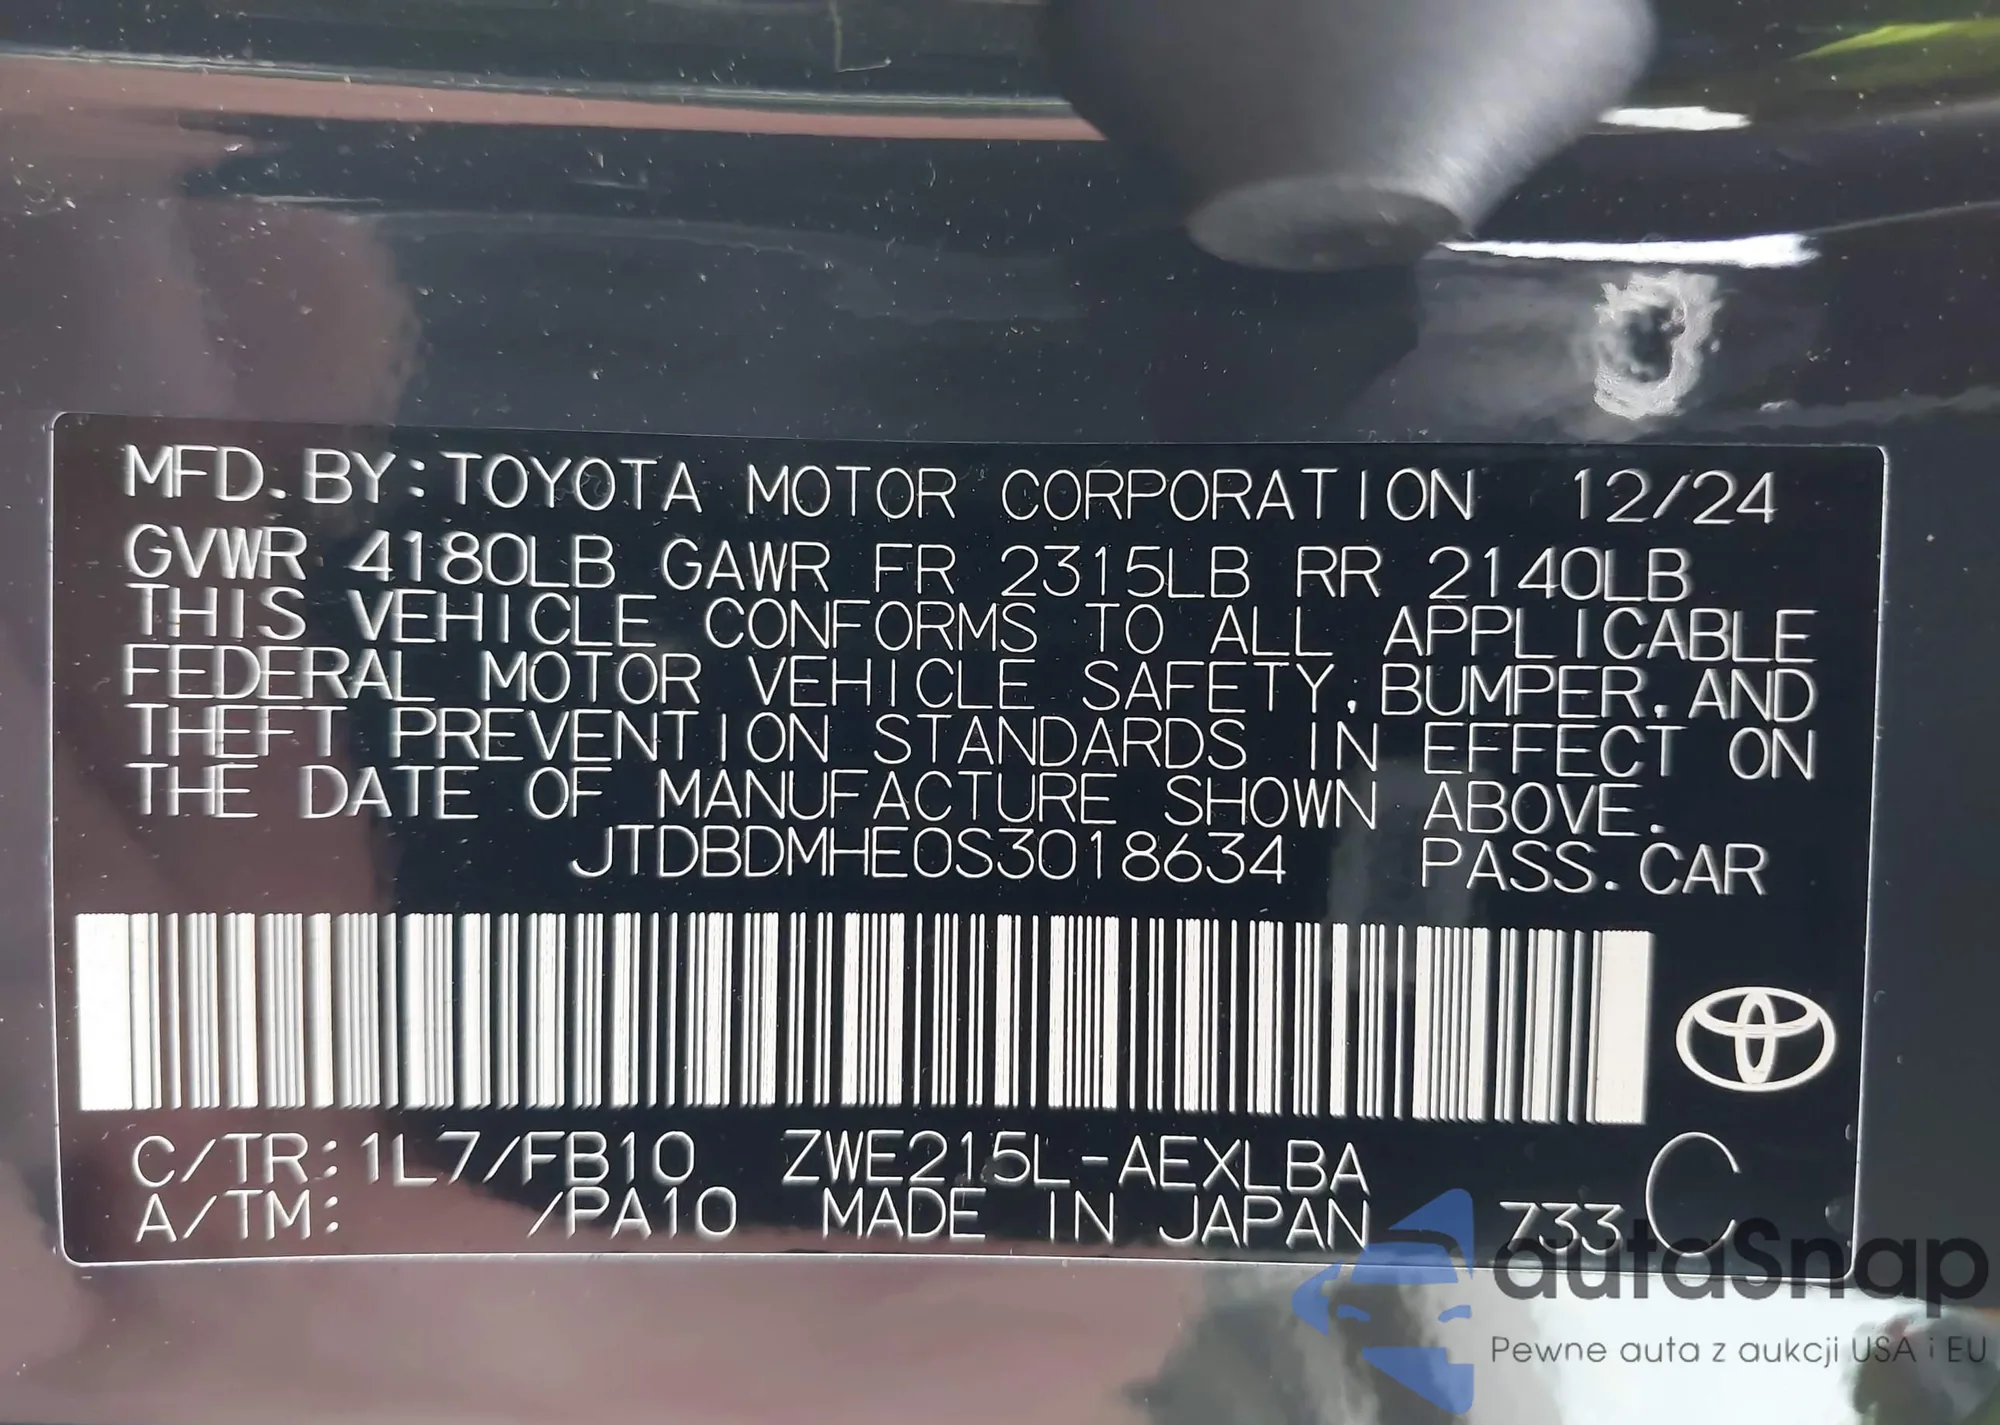 MFD.BY:TOYOTA MOTOR CORPORATION 12/24
GVWR 4180LB GAWR FR 2315LB RR 2140LB
THIS VEHICLE CONFORMS TO ALL APPLICABLE
FEDERAL MOTOR VEHICLE SAFETY,BUMPER,AND
THEFT PREVENTION STANDARDS IN EFFECT ON
THE DATE OF MANUFACTURE SHOWN ABOVE.
JTDBDMHE0S3018634 PASS.CAR
C/TR:1L7/FB10 ZWE215L-AEXLBA
A/TM: /PA10 MADE IN JAPAN Z33 C
autaSnap
Pewne auta z aukcji USA i EU